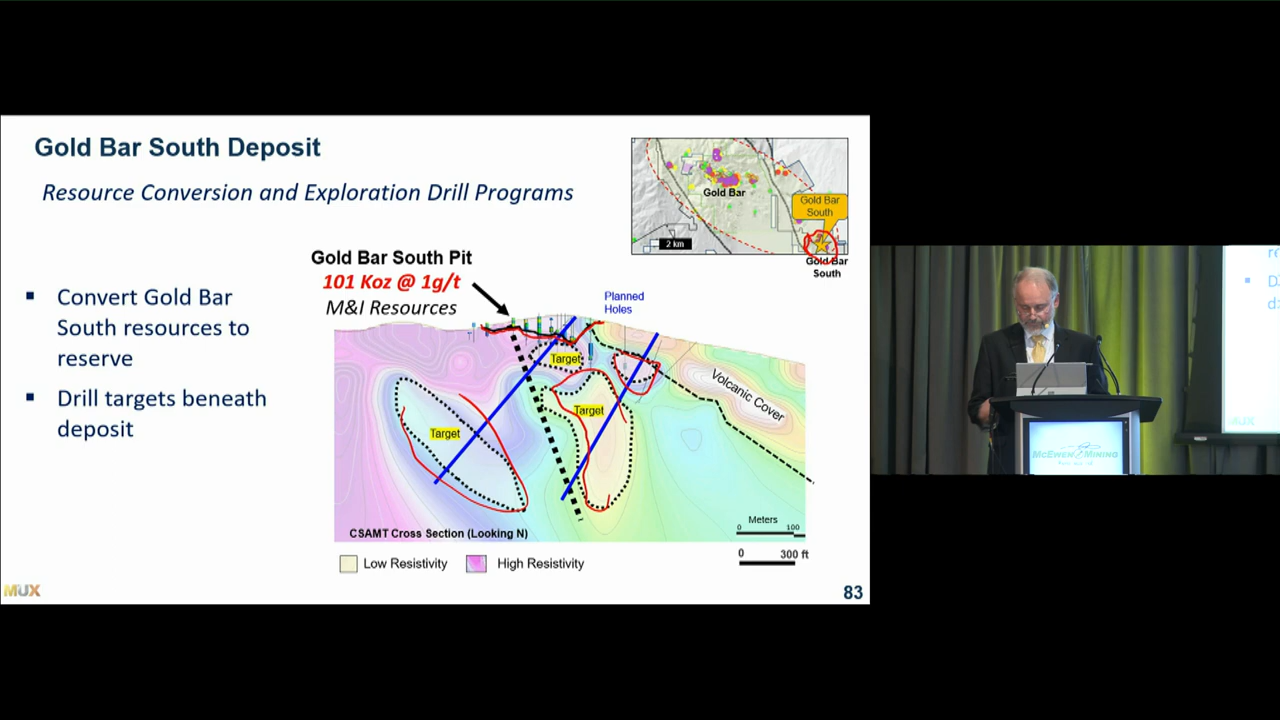 Gold Bar South Deposit
Resource Conversion and Exploration Drill Programs
▪ Convert Gold Bar
South resources to
reserve
▪ Drill targets beneath
deposit
Gold Bar South Pit
101 Koz @ 1g/t
M&I Resources
Planned
Holes
Target
Target
Target
Volcanic Cover
CSAMT Cross Section (Looking N)
Meters
0 100
0 300 ft
Low Resistivity
High Resistivity
Gold Bar
Gold Bar
South
2 km
Gold Bar
South
MUX
83
McEWEN MINING
MUX